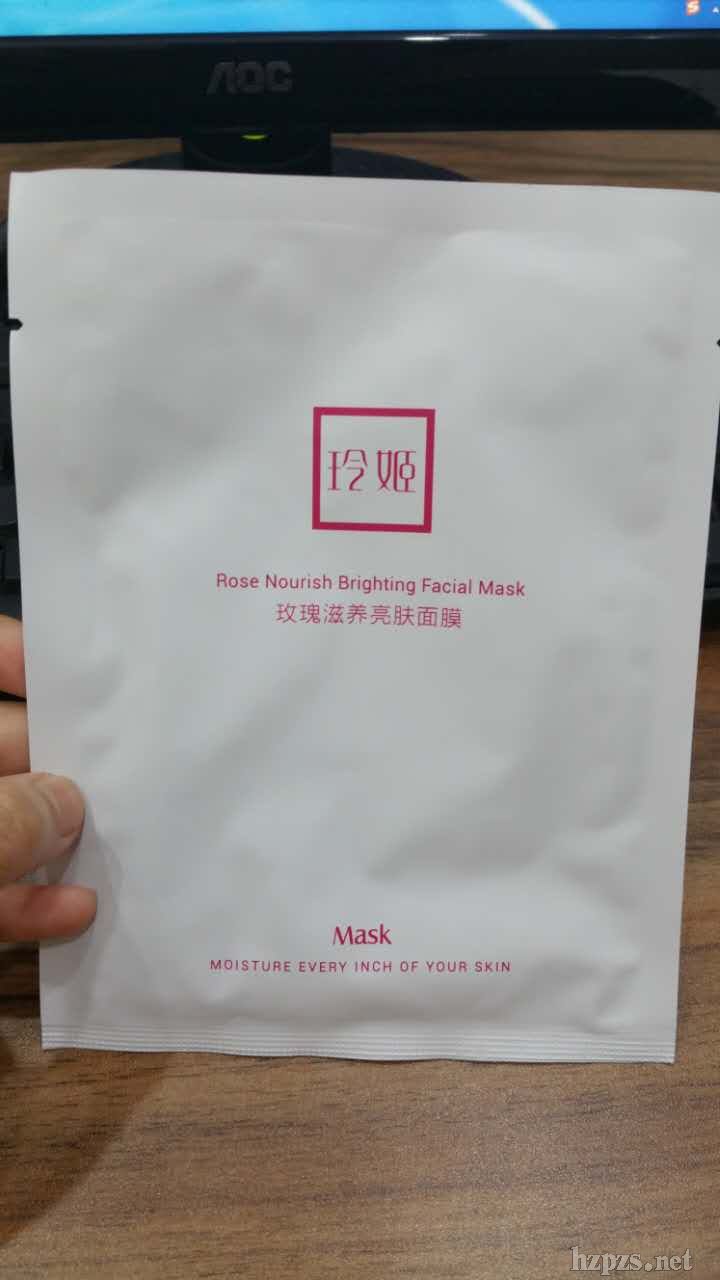 AOC
玲姬
Rose Nourish Brighting Facial Mask
玫瑰滋养亮肤面膜
Mask
MOISTURE EVERY INCH OF YOUR SKIN
hzpzs.net